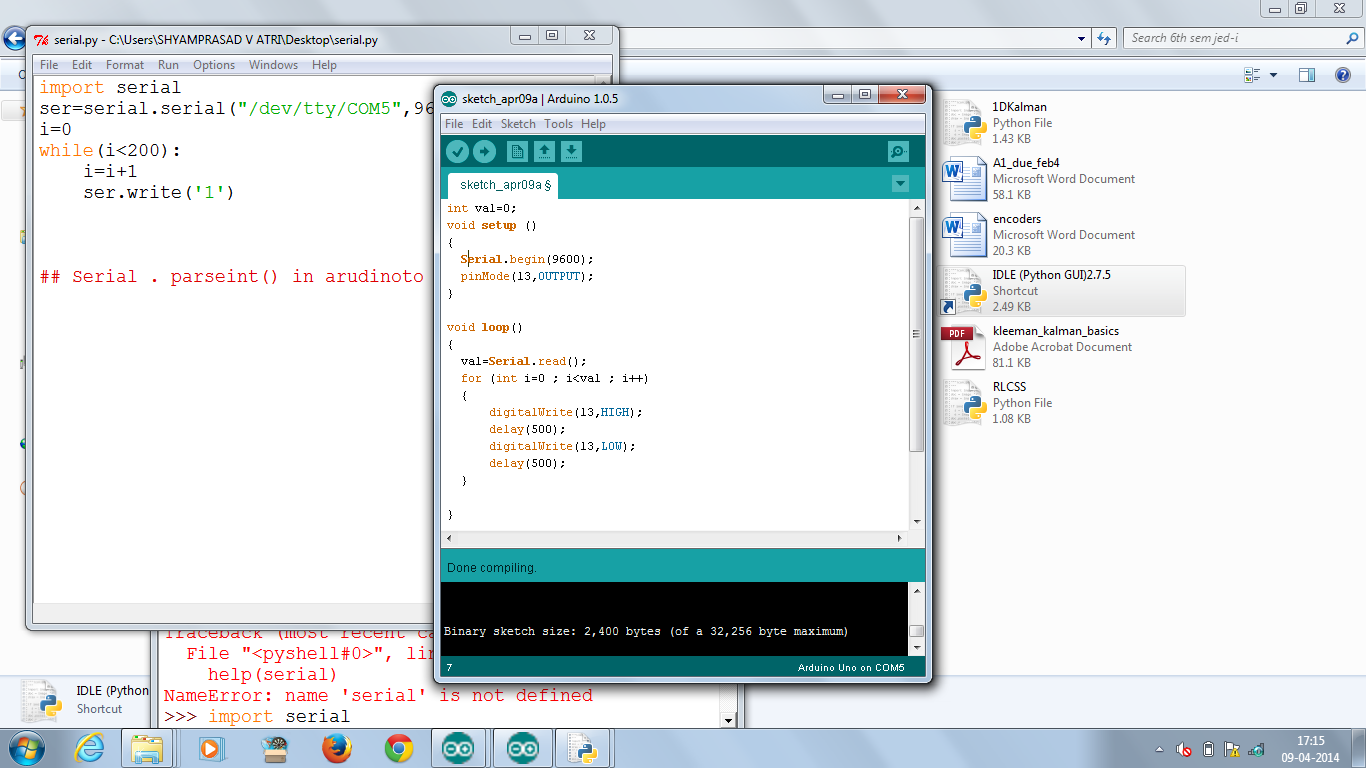 serial.py - C:\Users\SHYAMPRASAD V ATRI\Desktop\serial.py
File Edit Format Run Options Windows Help
import serial
ser=serial.serial("/dev/tty/COM5",96
i=0
while(i<200):
    i=i+1
    ser.write('1')
## Serial . parseint() in arudinoto
sketch_apr09a | Arduino 1.0.5
File Edit Sketch Tools Help
sketch_apr09a §
int val=0;
void setup ()
{
  Serial.begin(9600);
  pinMode(13,OUTPUT);
}
void loop()
{
  val=Serial.read();
  for (int i=0 ; i<val ; i++)
  {
      digitalWrite(13,HIGH);
      delay(500);
      digitalWrite(13,LOW);
      delay(500);
  }
}
Done compiling.
Binary sketch size: 2,400 bytes (of a 32,256 byte maximum)
7
Arduino Uno on COM5
Search 6th sem jed-i
1DKalman
Python File
1.43 KB
A1_due_feb4
Microsoft Word Document
58.1 KB
encoders
Microsoft Word Document
20.3 KB
IDLE (Python GUI)2.7.5
Shortcut
2.49 KB
PDF
kleeman_kalman_basics
Adobe Acrobat Document
81.1 KB
RLCSS
Python File
1.08 KB
Traceback (most recent ca
  File "<pyshell#0>", lin
    help(serial)
NameError: name 'serial' is not defined
>>> import serial
IDLE (Python
Shortcut
17:15
09-04-2014